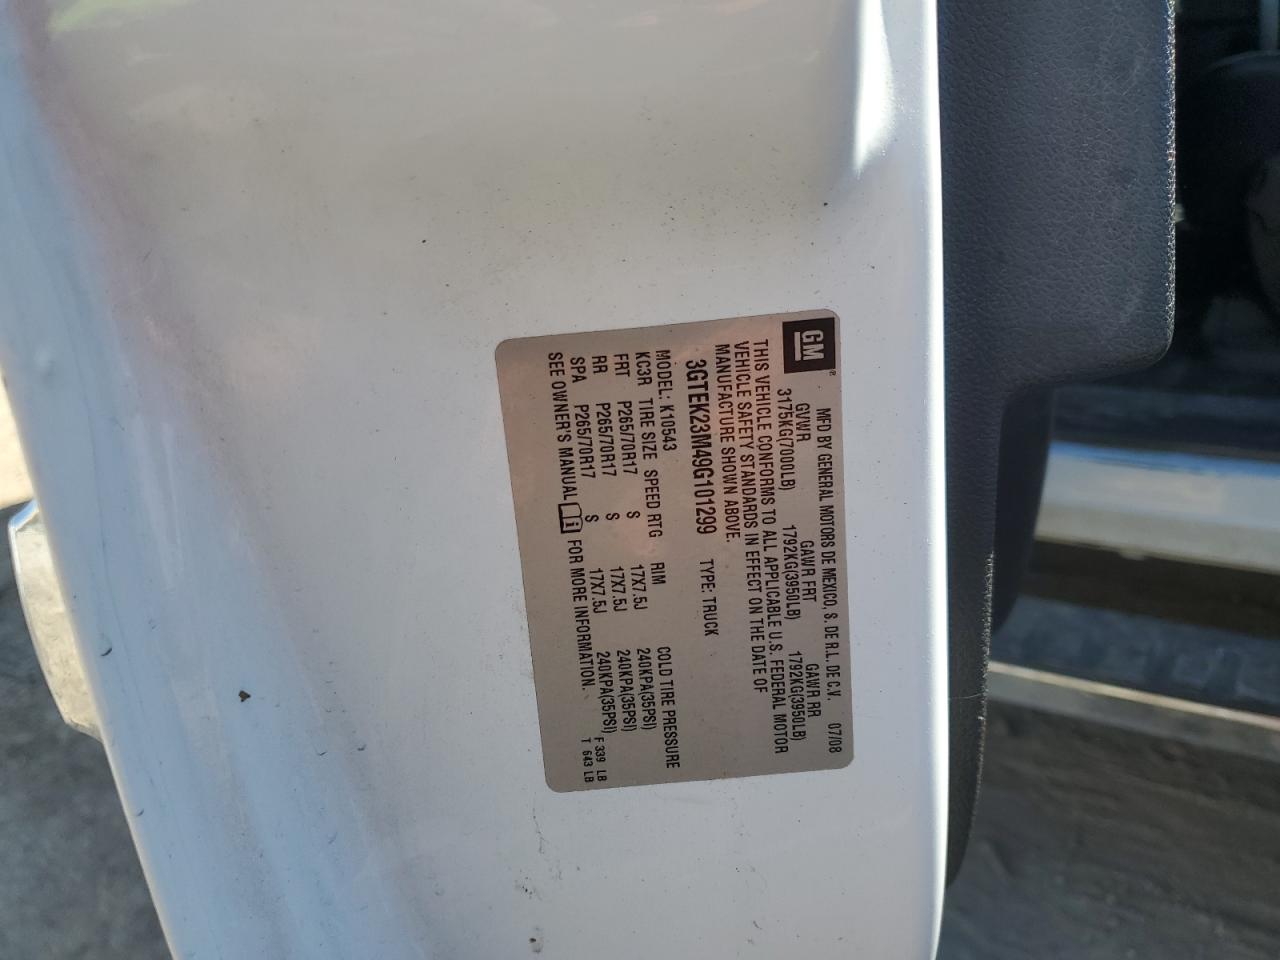 GM
MFD BY GENERAL MOTORS DE MEXICO, S. DE R.L. DE C.V. 07/08
GVWR GAWR FRT GAWR RR
3175KG(7000LB) 1792KG(3950LB) 1792KG(3950LB)
THIS VEHICLE CONFORMS TO ALL APPLICABLE U.S. FEDERAL MOTOR
VEHICLE SAFETY STANDARDS IN EFFECT ON THE DATE OF
MANUFACTURE SHOWN ABOVE.
3GTEK23M49G101299 TYPE: TRUCK
MODEL: K10543
KC3R TIRE SIZE SPEED RTG RIM COLD TIRE PRESSURE
FRT P265/70R17 S 17X7.5J 240KPA(35PSI)
RR P265/70R17 S 17X7.5J 240KPA(35PSI)
SPA P265/70R17 S 17X7.5J 240KPA(35PSI) F 339 LB
SEE OWNER'S MANUAL FOR MORE INFORMATION. T 643 LB